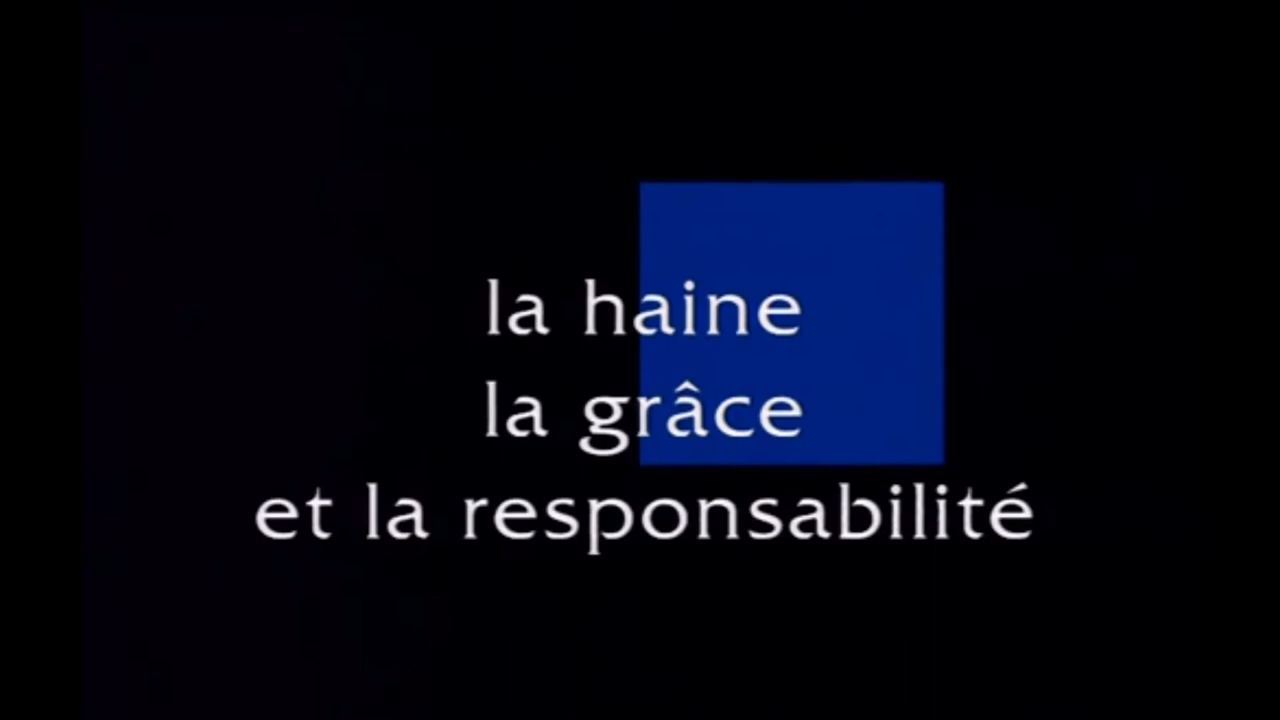 la haine
la grâce
et la responsabilité